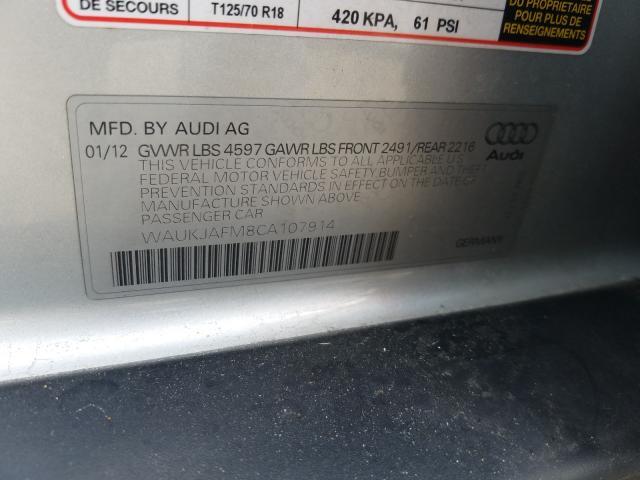 DE SECOURS T125/70 R18 420 KPA, 61 PSI
DU PROPRIÉTAIRE
POUR PLUS DE
RENSEIGNEMENTS
MFD. BY AUDI AG
01/12 GVWR LBS 4597 GAWR LBS FRONT 2491/REAR 2216
THIS VEHICLE CONFORMS TO ALL APPLICABLE U.S.
FEDERAL MOTOR VEHICLE SAFETY BUMPER AND THEFT
PREVENTION STANDARDS IN EFFECT ON THE DATE OF
MANUFACTURE SHOWN ABOVE.
PASSENGER CAR
WAUKJAFM8CA107914
Audi
GERMANY